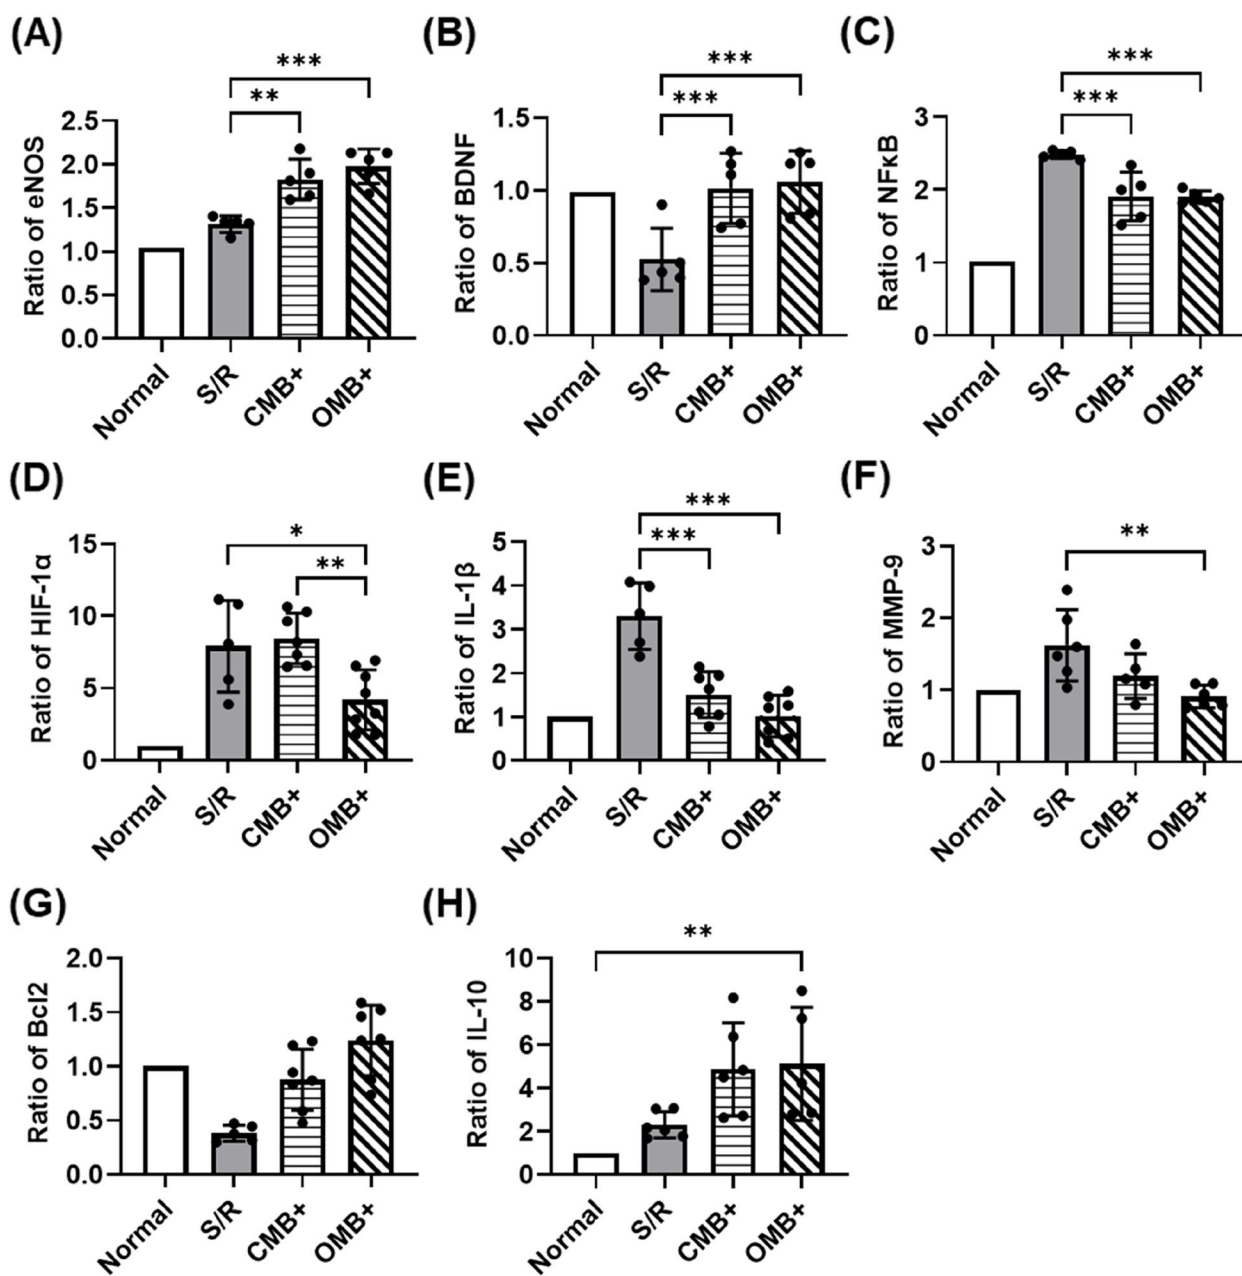 (A)
***
**
Ratio of eNOS
2.5
2.0
1.5
1.0
0.5
0.0
Normal
S/R
CMB+
OMB+
(B)
***
***
Ratio of BDNF
1.5
1.0
0.5
0.0
Normal
S/R
CMB+
OMB+
(C)
***
***
Ratio of NFκB
3
2
1
0
Normal
S/R
CMB+
OMB+
(D)
*
**
Ratio of HIF-1α
15
10
5
0
Normal
S/R
CMB+
OMB+
(E)
***
***
Ratio of IL-1β
5
4
3
2
1
0
Normal
S/R
CMB+
OMB+
(F)
**
Ratio of MMP-9
3
2
1
0
Normal
S/R
CMB+
OMB+
(G)
Ratio of Bcl2
2.0
1.5
1.0
0.5
0.0
Normal
S/R
CMB+
OMB+
(H)
**
Ratio of IL-10
10
8
6
4
2
0
Normal
S/R
CMB+
OMB+